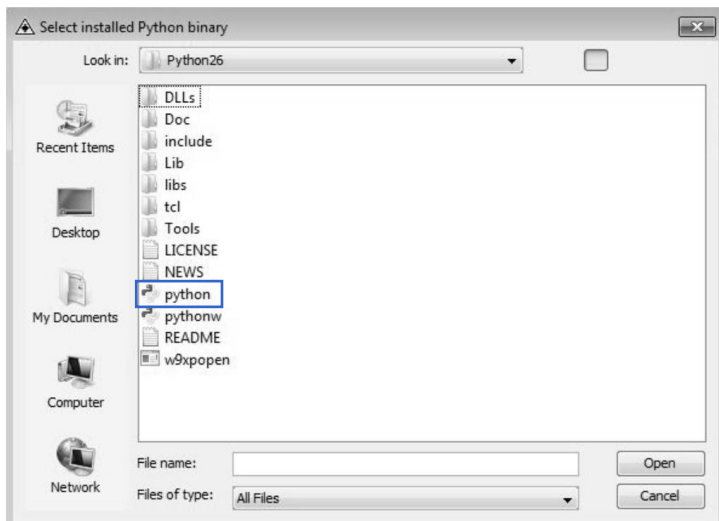 Select installed Python binary
Look in: Python26
Recent Items
Desktop
My Documents
Computer
Network
DLLs
Doc
include
Lib
libs
tcl
Tools
LICENSE
NEWS
python
pythonw
README
w9xpopen
File name:
Open
Files of type: All Files
Cancel